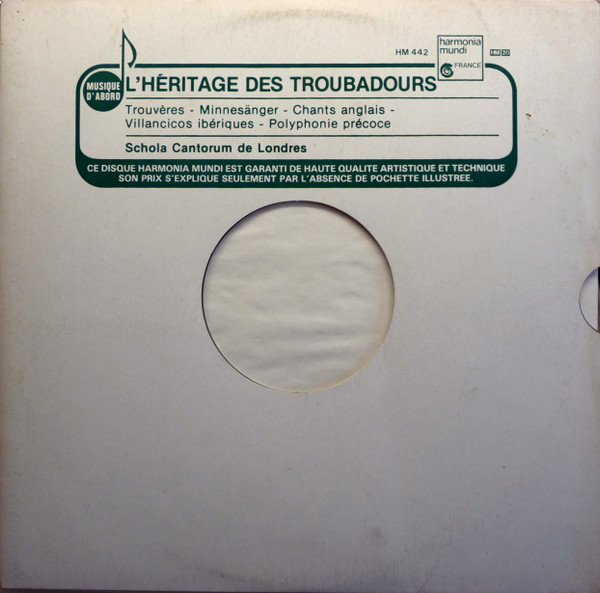 HM 442
harmonia
mundi
FRANCE
HM 20
MUSIQUE
D'ABORD
L'HÉRITAGE DES TROUBADOURS
Trouvères - Minnesänger - Chants anglais -
Villancicos ibériques - Polyphonie précoce
Schola Cantorum de Londres
CE DISQUE HARMONIA MUNDI EST GARANTI DE HAUTE QUALITE ARTISTIQUE ET TECHNIQUE
SON PRIX S'EXPLIQUE SEULEMENT PAR L'ABSENCE DE POCHETTE ILLUSTREE.